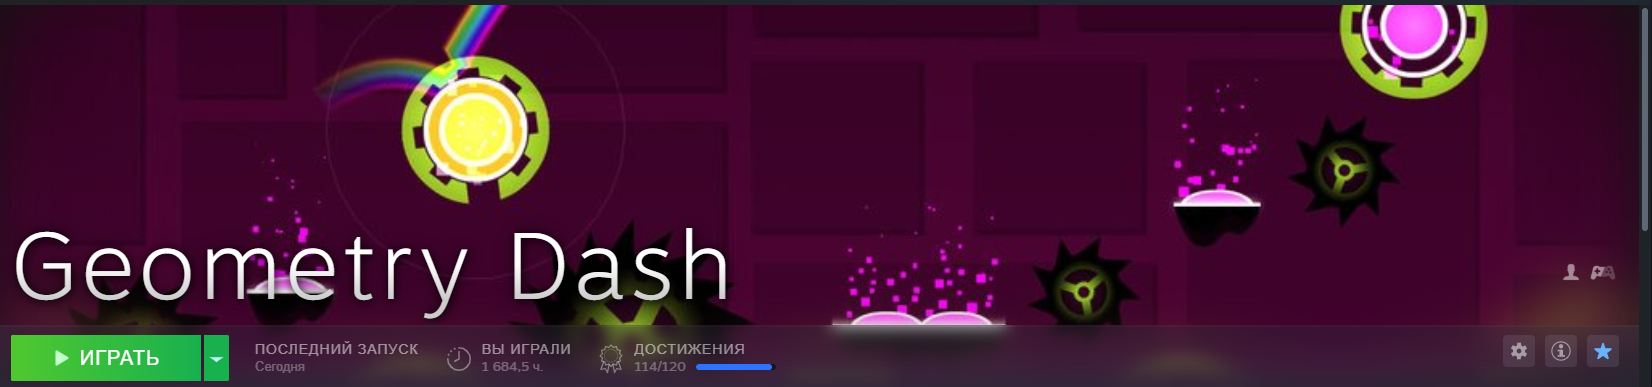 Geometry Dash
ИГРАТЬ
ПОСЛЕДНИЙ ЗАПУСК
Сегодня
ВЫ ИГРАЛИ
1 684,5 ч.
ДОСТИЖЕНИЯ
114/120